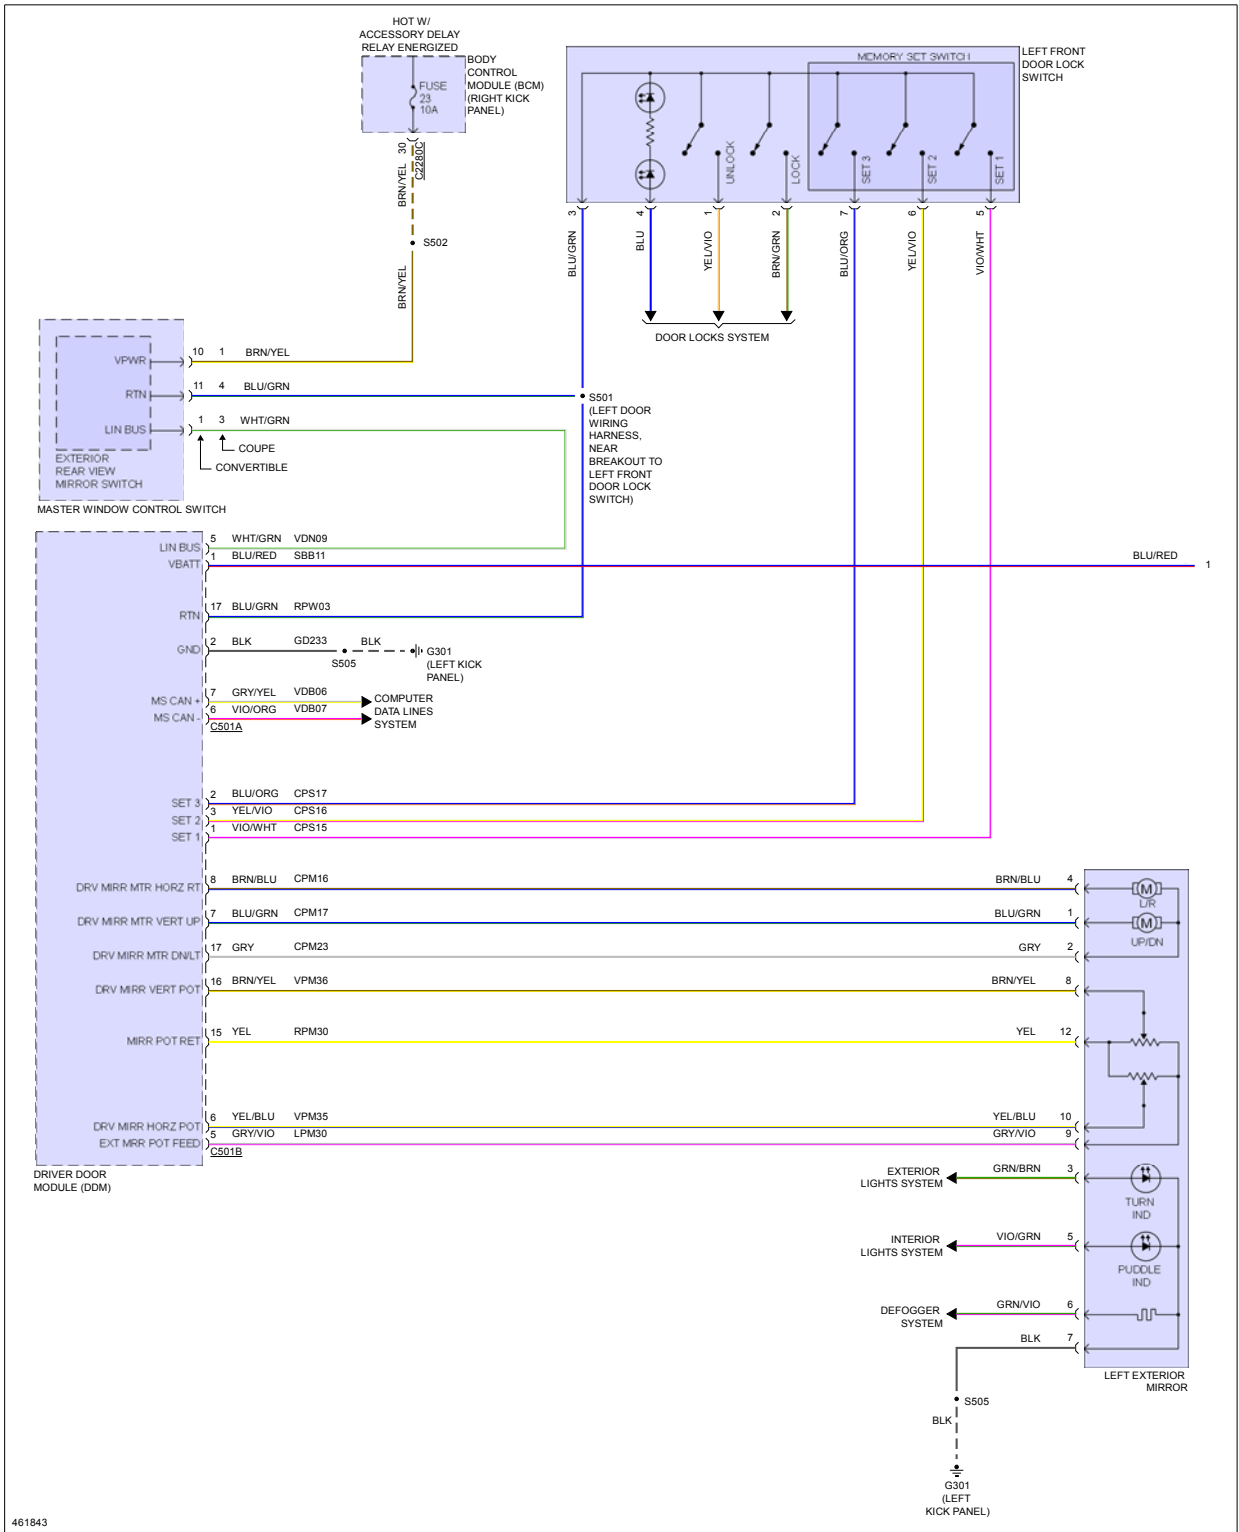 HOT W/
ACCESSORY DELAY
RELAY ENERGIZED
BODY
CONTROL
MODULE (BCM)
(RIGHT KICK
PANEL)
FUSE
23
10A
30
C2280C
BRN/YEL
S502
BRN/YEL
MEMORY SET SWITCH
LEFT FRONT
DOOR LOCK
SWITCH
UNLOCK
LOCK
SET 3
SET 2
SET 1
3
4
1
2
7
6
5
BLU/GRN
BLU
YEL/VIO
BRN/GRN
BLU/ORG
YEL/VIO
VIO/WHT
DOOR LOCKS SYSTEM
VPWR
10 1 BRN/YEL
RTN
11 4 BLU/GRN
LIN BUS
1 3 WHT/GRN
COUPE
CONVERTIBLE
EXTERIOR
REAR VIEW
MIRROR SWITCH
MASTER WINDOW CONTROL SWITCH
S501
(LEFT DOOR
WIRING
HARNESS,
NEAR
BREAKOUT TO
LEFT FRONT
DOOR LOCK
SWITCH)
LIN BUS 5 WHT/GRN VDN09
VBATT 1 BLU/RED SBB11
BLU/RED 1
RTN 17 BLU/GRN RPW03
GND 2 BLK GD233
S505
BLK
G301
(LEFT KICK
PANEL)
MS CAN + 7 GRY/YEL VDB06
MS CAN - 6 VIO/ORG VDB07
C501A
COMPUTER
DATA LINES
SYSTEM
SET 3 2 BLU/ORG CPS17
SET 2 3 YEL/VIO CPS16
SET 1 1 VIO/WHT CPS15
DRV MIRR MTR HORZ RT 8 BRN/BLU CPM16 BRN/BLU 4
M
L/R
DRV MIRR MTR VERT UP 7 BLU/GRN CPM17 BLU/GRN 1
M
UP/DN
DRV MIRR MTR DN/LT 17 GRY CPM23 GRY 2
DRV MIRR VERT POT 16 BRN/YEL VPM36 BRN/YEL 8
MIRR POT RET 15 YEL RPM30 YEL 12
DRV MIRR HORZ POT 6 YEL/BLU VPM35 YEL/BLU 10
EXT MRR POT FEED 5 GRY/VIO LPM30 GRY/VIO 9
C501B
DRIVER DOOR
MODULE (DDM)
EXTERIOR
LIGHTS SYSTEM
GRN/BRN 3
TURN
IND
INTERIOR
LIGHTS SYSTEM
VIO/GRN 5
PUDDLE
IND
DEFOGGER
SYSTEM
GRN/VIO 6
BLK 7
LEFT EXTERIOR
MIRROR
S505
BLK
G301
(LEFT
KICK PANEL)
461843